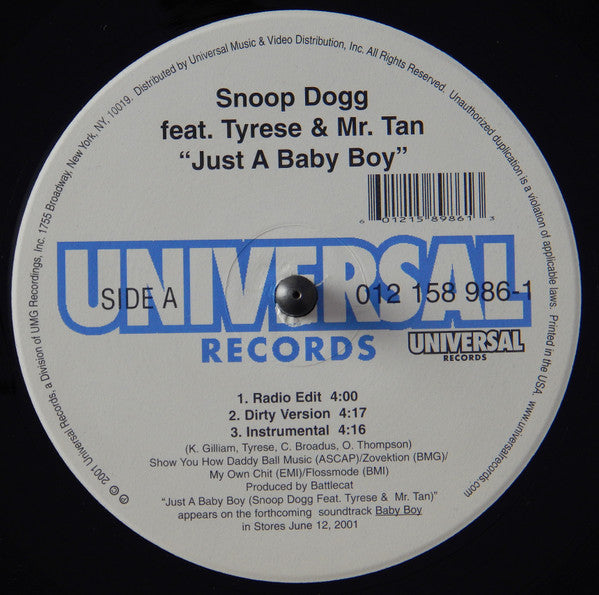 Snoop Dogg
feat. Tyrese & Mr. Tan
“Just A Baby Boy”
6 01215 89861 3
UNIVERSAL
SIDE A
012 158 986-1
RECORDS
UNIVERSAL
RECORDS
1. Radio Edit 4:00
2. Dirty Version 4:17
3. Instrumental 4:16
(K. Gilliam, Tyrese, C. Broadus, O. Thompson)
Show You How Daddy Ball Music (ASCAP)/Zovektion (BMG)/
My Own Chit (EMI)/Flossmode (BMI)
Produced by Battlecat
“Just A Baby Boy (Snoop Dogg Feat. Tyrese & Mr. Tan)”
appears on the forthcoming soundtrack Baby Boy
in Stores June 12, 2001
℗ © 2001 Universal Records, a Division of UMG Recordings, Inc. 1755 Broadway, New York, NY, 10019. Distributed by Universal Music & Video Distribution, Inc. All Rights Reserved. Unauthorized duplication is a violation of applicable laws. Printed in the USA. www.universalrecords.com